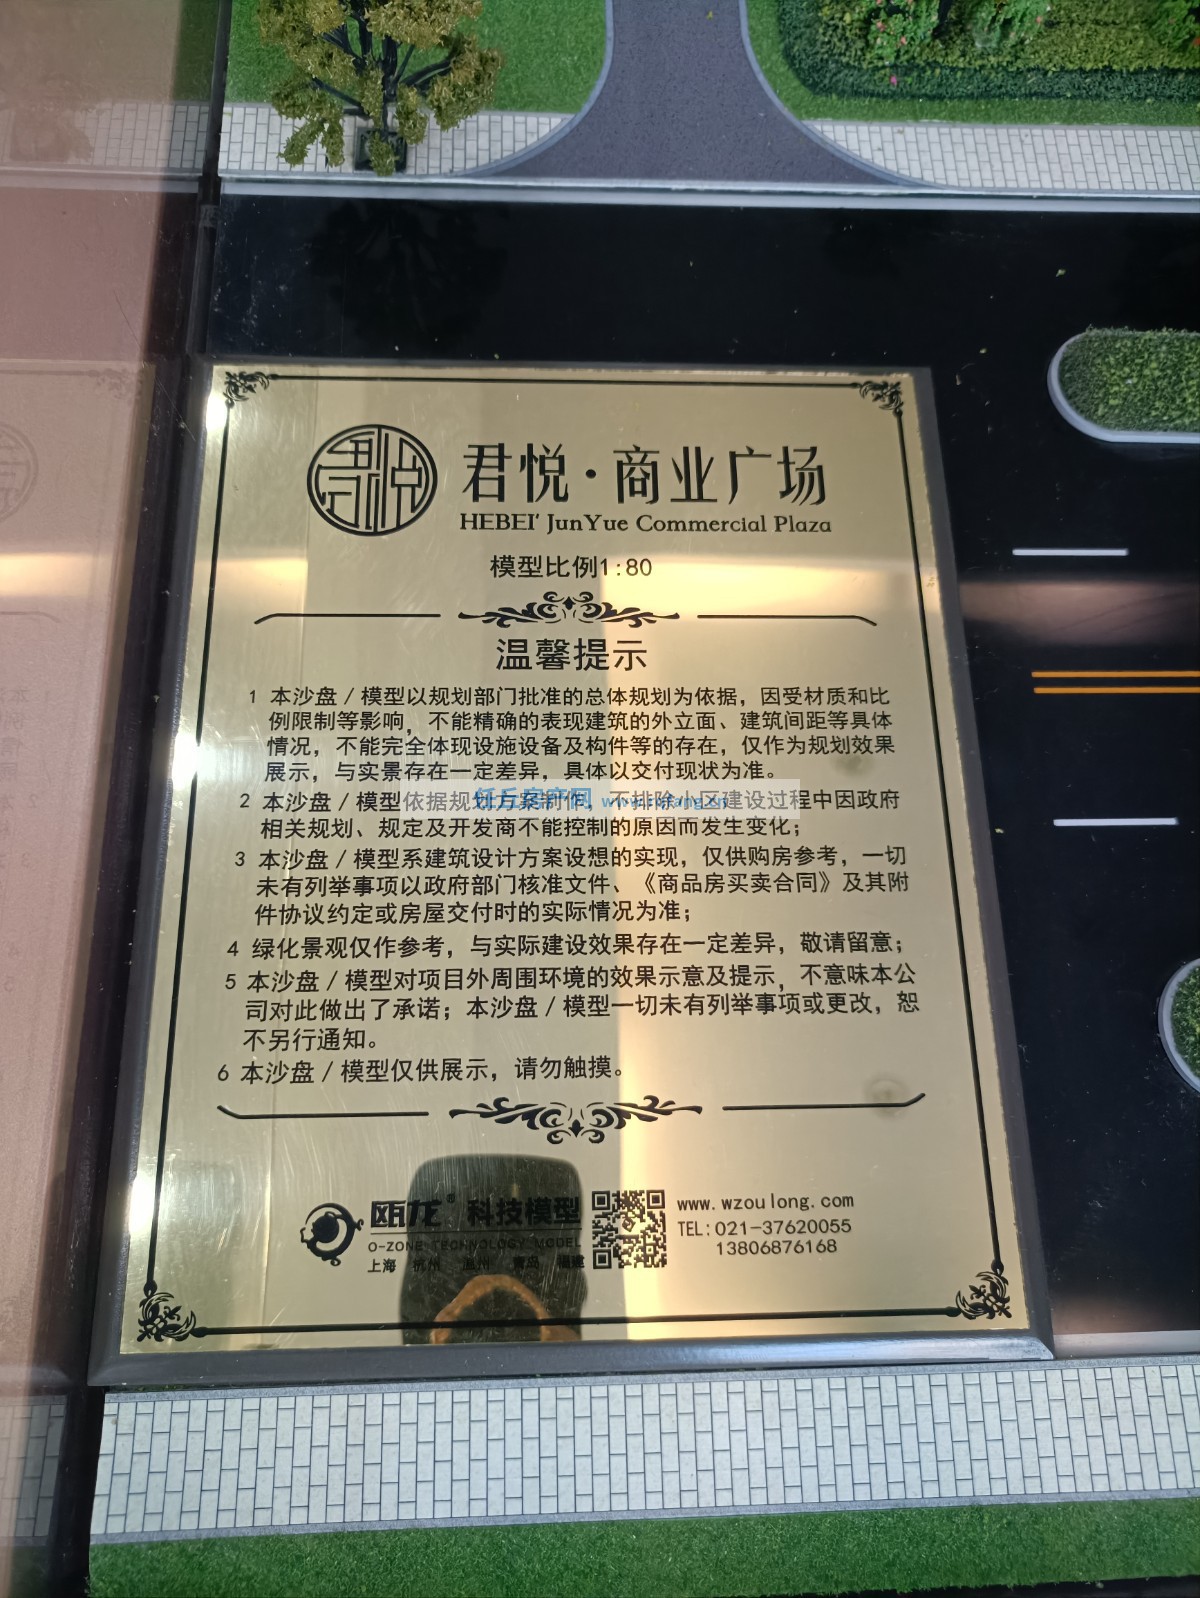 君悦
君悦·商业广场
HEBEI' JunYue Commercial Plaza
模型比例1:80
温馨提示
1 本沙盘/模型以规划部门批准的总体规划为依据，因受材质和比
例限制等影响，不能精确的表现建筑的外立面、建筑间距等具体
情况，不能完全体现设施设备及构件等的存在，仅作为规划效果
展示，与实景存在一定差异，具体以交付现状为准。
2 本沙盘/模型依据规划方案制作，不排除小区建设过程中因政府
任丘房产网
相关规划、规定及开发商不能控制的原因而发生变化；
3 本沙盘/模型系建筑设计方案设想的实现，仅供购房参考，一切
未有列举事项以政府部门核准文件、《商品房买卖合同》及其附
件协议约定或房屋交付时的实际情况为准；
4 绿化景观仅作参考，与实际建设效果存在一定差异，敬请留意；
5 本沙盘/模型对项目外周围环境的效果示意及提示，不意味本公
司对此做出了承诺；本沙盘/模型一切未有列举事项或更改，恕
不另行通知。
6 本沙盘/模型仅供展示，请勿触摸。
瓯龙® 科技模型
O-ZONE TECHNOLOGY MODEL
上海 杭州 温州 青岛 福建
www.wzoulong.com
TEL:021-37620055
13806876168